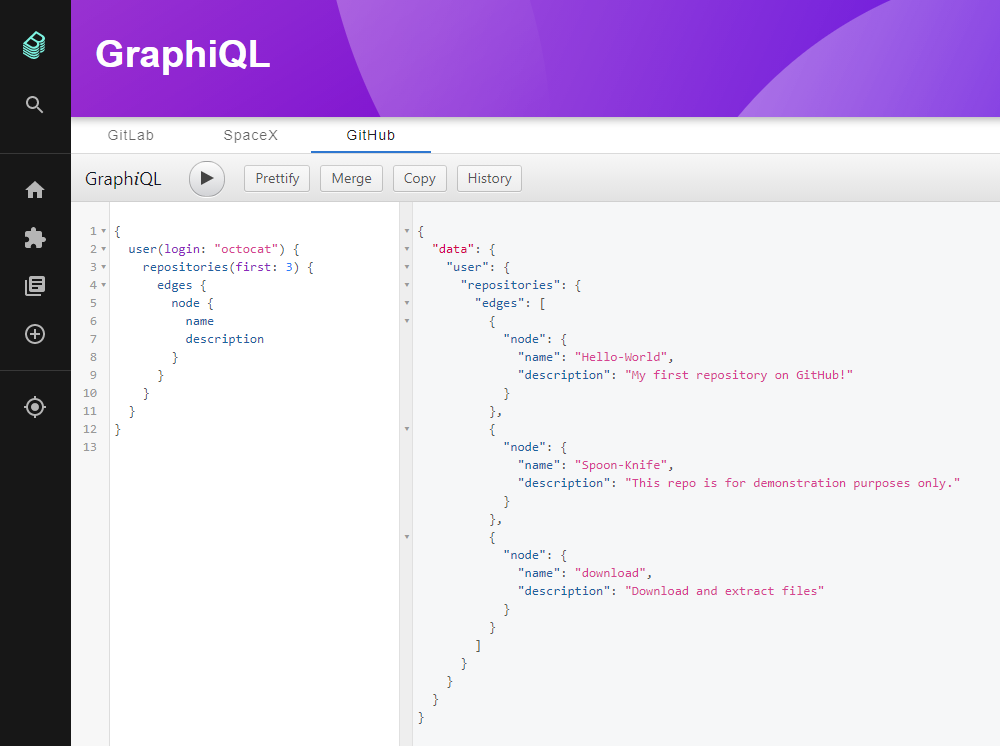 GraphiQL
GitLab SpaceX GitHub
GraphiQL Prettify Merge Copy History
1 {
2 user(login: "octocat") {
3 repositories(first: 3) {
4 edges {
5 node {
6 name
7 description
8 }
9 }
10 }
11 }
12 }
13
{
"data": {
"user": {
"repositories": {
"edges": [
{
"node": {
"name": "Hello-World",
"description": "My first repository on GitHub!"
}
},
{
"node": {
"name": "Spoon-Knife",
"description": "This repo is for demonstration purposes only."
}
},
{
"node": {
"name": "download",
"description": "Download and extract files"
}
}
]
}
}
}
}